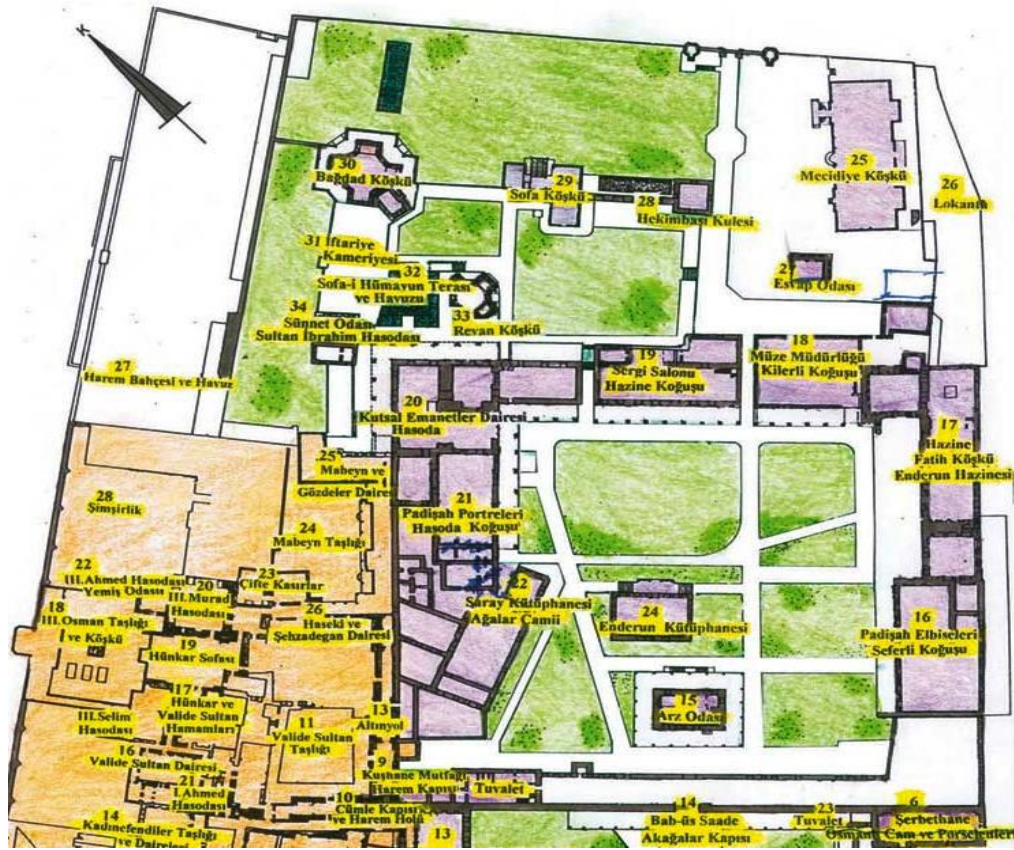 K
30
Bağdad Köşkü
29
Sofa Köşkü
28
Hekimbaşı Kulesi
25
Mecidiye Köşkü
26
Lokanta
27
Esvap Odası
31 İftariye
Kameriyesi
32
Sofa-i Hümayun Terası
ve Havuzu
33
Revan Köşkü
34
Sünnet Odası
Sultan İbrahim Hasodası
27
Harem Bahçesi ve Havuz
19
Sergi Salonu
Hazine Koğuşu
18
Müze Müdürlüğü
Kilerli Koğuşu
20
Kutsal Emanetler Dairesi
Hasoda
17
Hazine
Fatih Köşkü
Enderun Hazinesi
25
Mabeyn ve
Gözdeler Dairesi
21
Padişah Portreleri
Hasoda Koğuşu
28
Şimşirlik
24
Mabeyn Taşlığı
22
III.Ahmed Hasodası
Yemiş Odası
20
III.Murad
Hasodası
23
Çifte Kasırlar
26
Haseki ve
Şehzadegan Dairesi
22
Saray Kütüphanesi
Ağalar Camii
24
Enderun Kütüphanesi
16
Padişah Elbiseleri
Seferli Koğuşu
18
III.Osman Taşlığı
ve Köşkü
19
Hünkar Sofası
17
Hünkar ve
Valide Sultan
Hamamları
11
Valide Sultan
Taşlığı
13
Altınyol
15
Arz Odası
III.Selim
Hasodası
16
Valide Sultan Dairesi
21
I.Ahmed
Hasodası
9
Kuşhane Mutfağı
Harem Kapısı
Tuvalet
10
Cümle Kapısı
ve Harem Holü
14
Kadınefendiler Taşlığı
ve Daireleri
13
14
Bab-üs Saade
Akağalar Kapısı
23
Tuvalet
6
Şerbethane
Osmanlı Cam ve Porselenleri